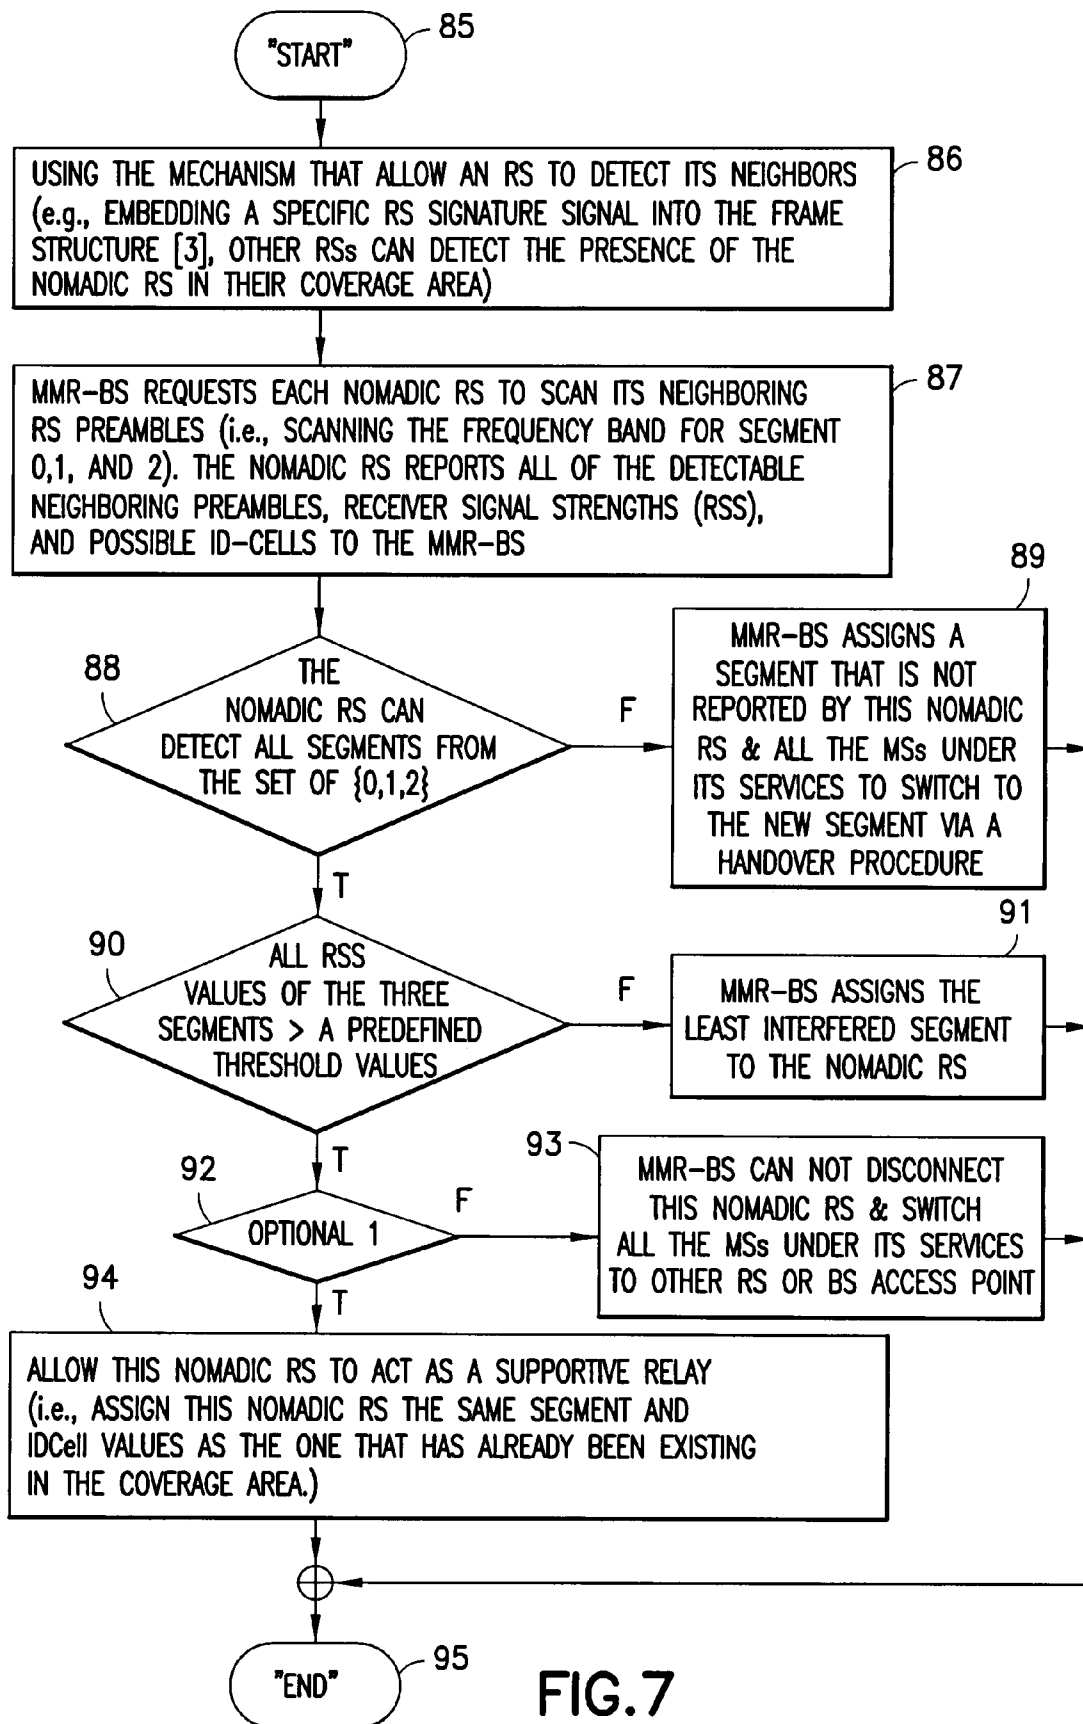 "START"
85
86
USING THE MECHANISM THAT ALLOW AN RS TO DETECT ITS NEIGHBORS
(e.g., EMBEDDING A SPECIFIC RS SIGNATURE SIGNAL INTO THE FRAME
STRUCTURE [3], OTHER RSs CAN DETECT THE PRESENCE OF THE
NOMADIC RS IN THEIR COVERAGE AREA)
87
MMR-BS REQUESTS EACH NOMADIC RS TO SCAN ITS NEIGHBORING
RS PREAMBLES (i.e., SCANNING THE FREQUENCY BAND FOR SEGMENT
0,1, AND 2). THE NOMADIC RS REPORTS ALL OF THE DETECTABLE
NEIGHBORING PREAMBLES, RECEIVER SIGNAL STRENGTHS (RSS),
AND POSSIBLE ID-CELLS TO THE MMR-BS
88
THE
NOMADIC RS CAN
DETECT ALL SEGMENTS FROM
THE SET OF {0,1,2}
F
T
89
MMR-BS ASSIGNS A
SEGMENT THAT IS NOT
REPORTED BY THIS NOMADIC
RS & ALL THE MSs UNDER
ITS SERVICES TO SWITCH TO
THE NEW SEGMENT VIA A
HANDOVER PROCEDURE
90
ALL RSS
VALUES OF THE THREE
SEGMENTS > A PREDEFINED
THRESHOLD VALUES
F
T
91
MMR-BS ASSIGNS THE
LEAST INTERFERED SEGMENT
TO THE NOMADIC RS
92
OPTIONAL 1
F
T
93
MMR-BS CAN NOT DISCONNECT
THIS NOMADIC RS & SWITCH
ALL THE MSs UNDER ITS SERVICES
TO OTHER RS OR BS ACCESS POINT
94
ALLOW THIS NOMADIC RS TO ACT AS A SUPPORTIVE RELAY
(i.e., ASSIGN THIS NOMADIC RS THE SAME SEGMENT AND
IDCell VALUES AS THE ONE THAT HAS ALREADY BEEN EXISTING
IN THE COVERAGE AREA.)
"END"
95
FIG.7